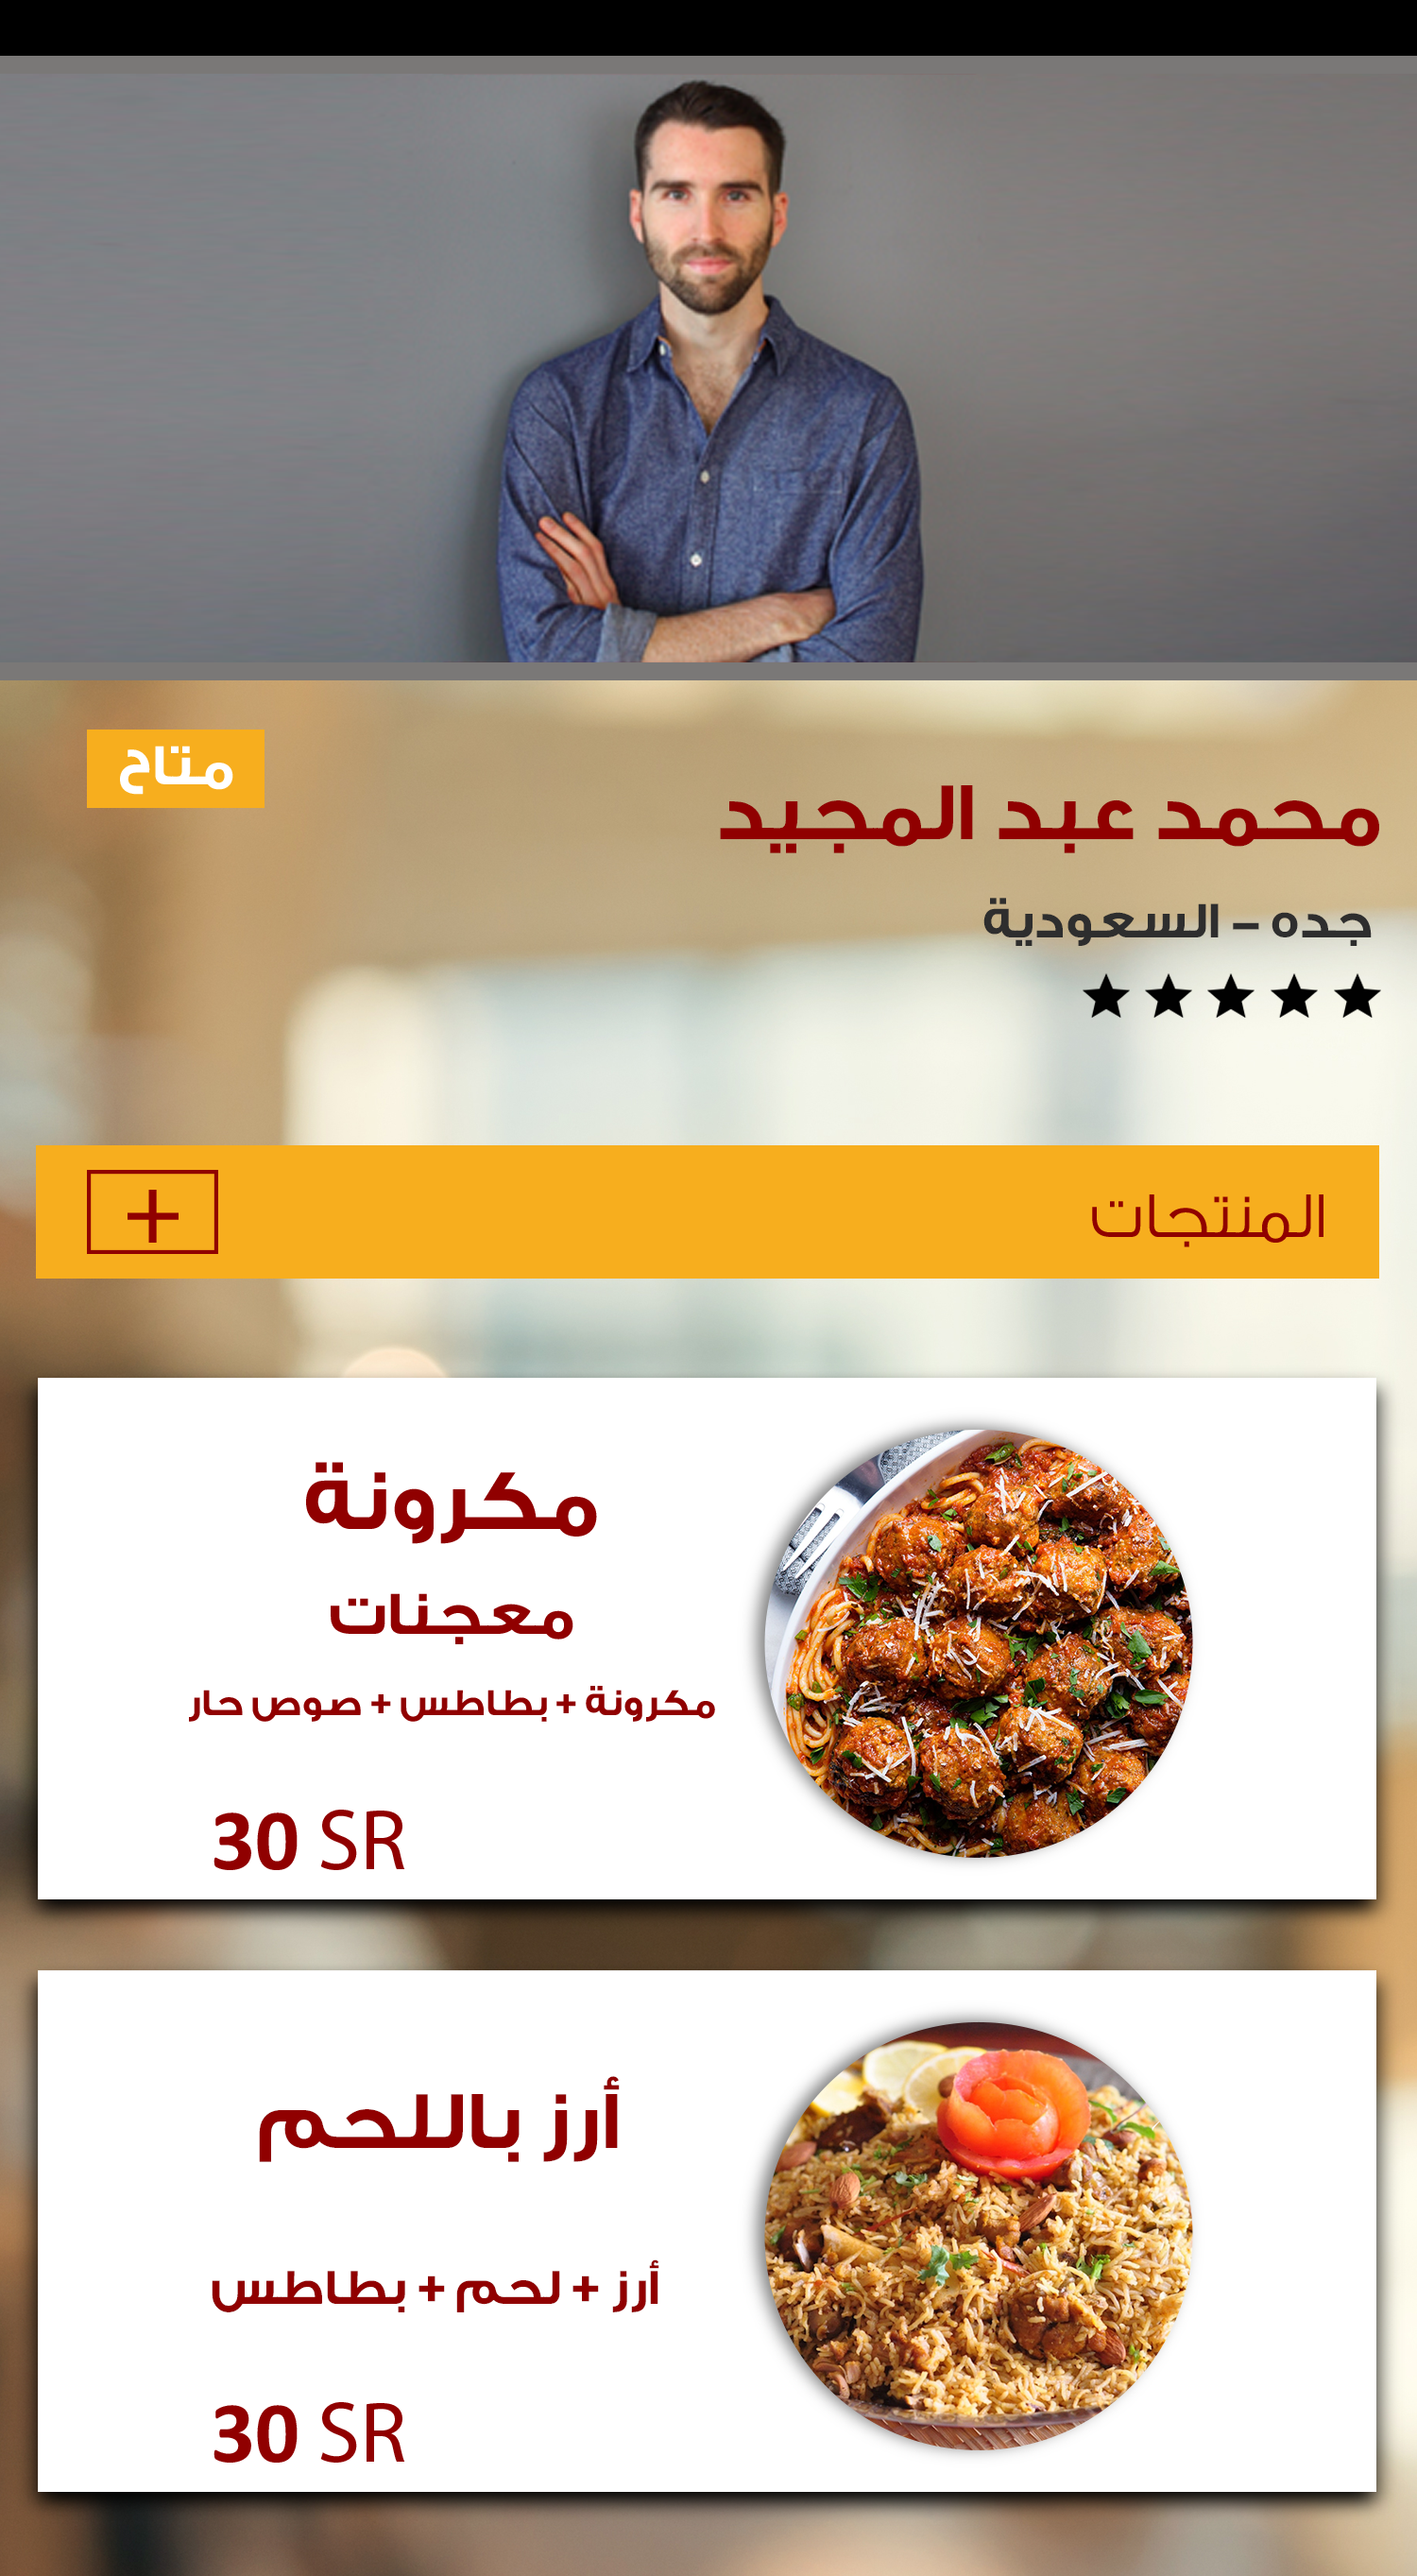 متاح
محمد عبد المجيد
جده – السعودية
المنتجات
+
مكرونة
معجنات
مكرونة + بطاطس + صوص حار
30 SR
أرز باللحم
أرز + لحم + بطاطس
30 SR